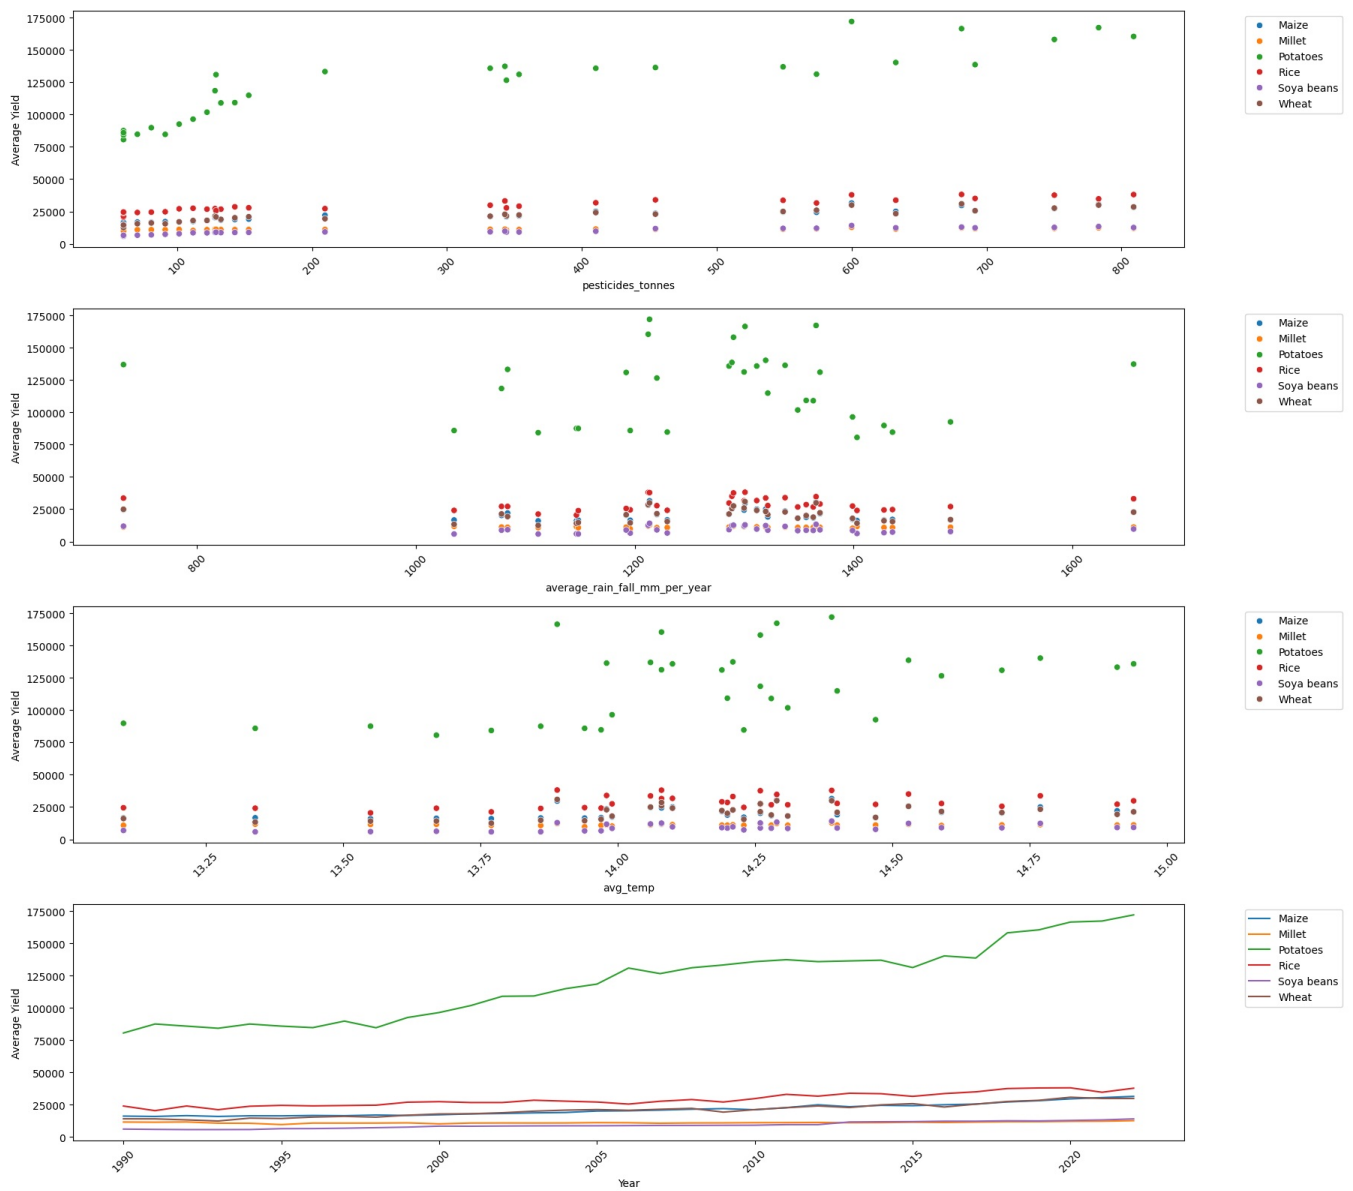 175000
150000
125000
100000
75000
50000
25000
0
Average Yield
100
200
300
400
500
600
700
800
pesticides_tonnes
Maize
Millet
Potatoes
Rice
Soya beans
Wheat
175000
150000
125000
100000
75000
50000
25000
0
Average Yield
800
1000
1200
1400
1600
average_rain_fall_mm_per_year
Maize
Millet
Potatoes
Rice
Soya beans
Wheat
175000
150000
125000
100000
75000
50000
25000
0
Average Yield
13.25
13.50
13.75
14.00
14.25
14.50
14.75
15.00
avg_temp
Maize
Millet
Potatoes
Rice
Soya beans
Wheat
175000
150000
125000
100000
75000
50000
25000
0
Average Yield
1990
1995
2000
2005
2010
2015
2020
Year
Maize
Millet
Potatoes
Rice
Soya beans
Wheat